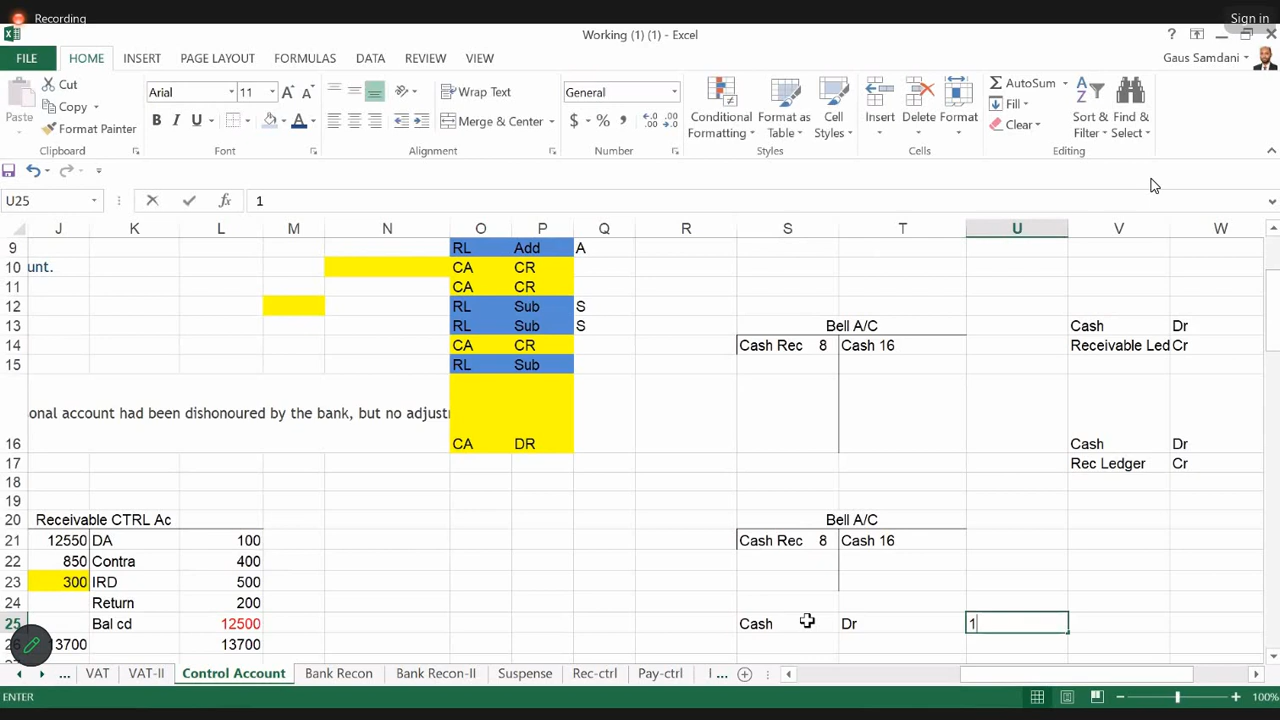 Recording
Sign in
Working (1) (1) - Excel
FILE HOME INSERT PAGE LAYOUT FORMULAS DATA REVIEW VIEW
Gaus Samdani
Paste
Cut
Copy
Format Painter
Clipboard
Arial 11
B I U
Font
Wrap Text
Merge & Center
Alignment
General
$ %
Number
Conditional Formatting
Format as Table
Cell Styles
Styles
Insert
Delete
Format
Cells
AutoSum
Fill
Clear
Sort & Filter
Find & Select
Editing
U25 fx 1
J K L M N O P Q R S T U V W
9 RL Add A
10 unt. CA CR
11 CA CR
12 RL Sub S
13 RL Sub S Bell A/C Cash Dr
14 CA CR Cash Rec 8 Cash 16 Receivable Led Cr
15 RL Sub
onal account had been dishonoured by the bank, but no adjustr
16 CA DR Cash Dr
17 Rec Ledger Cr
18
19
20 Receivable CTRL Ac Bell A/C
21 12550 DA 100 Cash Rec 8 Cash 16
22 850 Contra 400
23 300 IRD 500
24 Return 200
25 Bal cd 12500 Cash Dr 1
26 13700 13700
... VAT VAT-II Control Account Bank Recon Bank Recon-II Suspense Rec-ctrl Pay-ctrl I ...
ENTER 100%